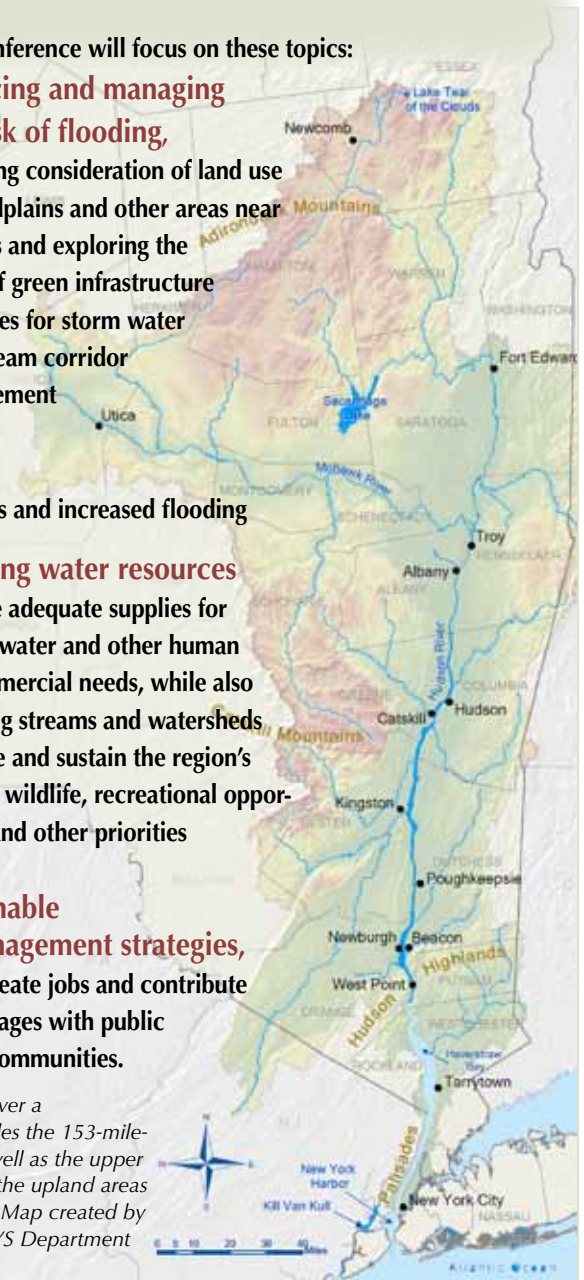 nference will focus on these topics:
cing and managing
sk of flooding,
ng consideration of land use
dplains and other areas near
s and exploring the
f green infrastructure
es for storm water
eam corridor
ement
s and increased flooding
ng water resources
e adequate supplies for
water and other human
mercial needs, while also
ng streams and watersheds
e and sustain the region's
wildlife, recreational oppor-
nd other priorities
nable
nagement strategies,
eate jobs and contribute
ages with public
ommunities.
ver a
les the 153-mile-
vell as the upper
the upland areas
Map created by
YS Department
ESSEX
Lake Tear
of the Clouds
Newcomb
Adirondack Mountains
HAMILTON
WARREN
HERKIMER
WASHINGTON
Fort Edward
Sacandaga
Lake
Utica
FULTON
SARATOGA
Mohawk River
MONTGOMERY
SCHENECTADY
Troy
RENSSELAER
Albany
ALBANY
SCHOHARIE
Hudson River
COLUMBIA
GREENE
Hudson
Catskill
Catskill Mountains
Kingston
ULSTER
DUTCHESS
Poughkeepsie
Newburgh
Beacon
Highlands
West Point
PUTNAM
ORANGE
Hudson
WESTCHESTER
ROCKLAND
Haverstraw
Bay
Tarrytown
N J
N
W
E
S
Palisades
New York
Harbor
New York City
Kill Van Kull
NASSAU
0 5 10 20 30 40
Miles
Atlantic Ocean